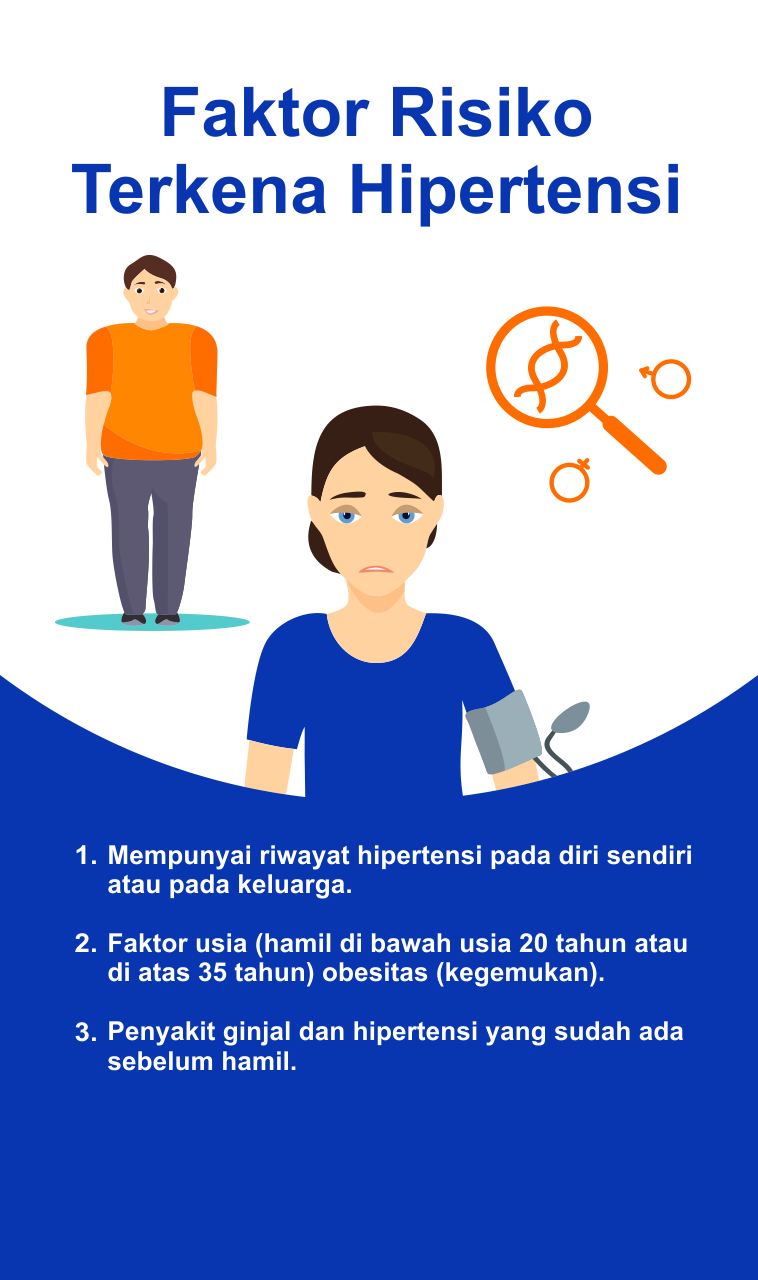 Faktor Risiko
Terkena Hipertensi
1. Mempunyai riwayat hipertensi pada diri sendiri
atau pada keluarga.
2. Faktor usia (hamil di bawah usia 20 tahun atau
di atas 35 tahun) obesitas (kegemukan).
3. Penyakit ginjal dan hipertensi yang sudah ada
sebelum hamil.